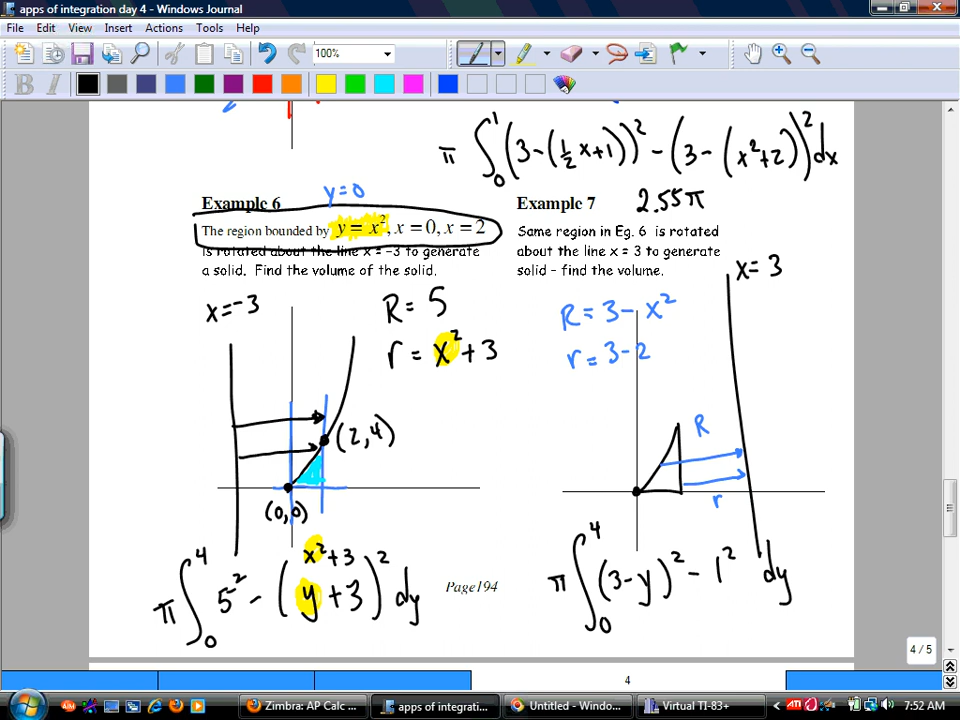 apps of integration day 4 - Windows Journal
File Edit View Insert Actions Tools Help
100%
B I
π ∫₀¹ (3-(½x+1))² - (3-(x²+2))² dx
2.55π
Example 6
y=0
The region bounded by y = x², x = 0, x = 2
is rotated about the line x = -3 to generate
a solid. Find the volume of the solid.
x=-3
R = 5
r = x²+3
(2,4)
(0,0)
x²+3
π ∫₀⁴ 5² - (y+3)² dy
Example 7
Same region in Eg. 6 is rotated
about the line x = 3 to generate
solid - find the volume.
x=3
R = 3-x²
r = 3-2
R
r
π ∫₀⁴ (3-y)² - 1² dy
Page194
4 / 5
4
Zimbra: AP Calc ...
apps of integrati...
Untitled - Windo...
Virtual TI-83+
7:52 AM